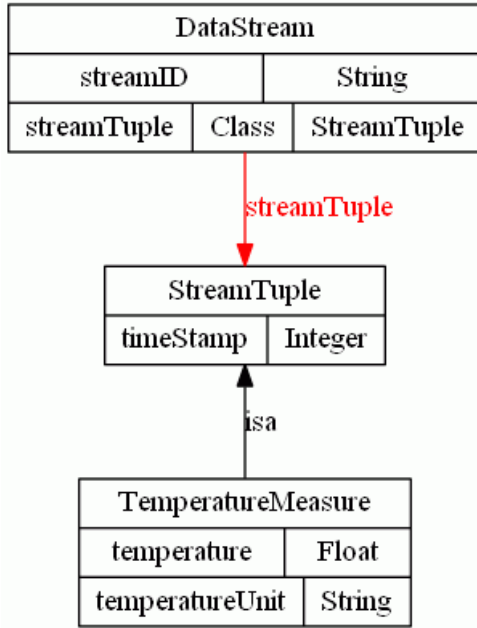 DataStream
streamID String
streamTuple Class StreamTuple
streamTuple
StreamTuple
timeStamp Integer
isa
TemperatureMeasure
temperature Float
temperatureUnit String